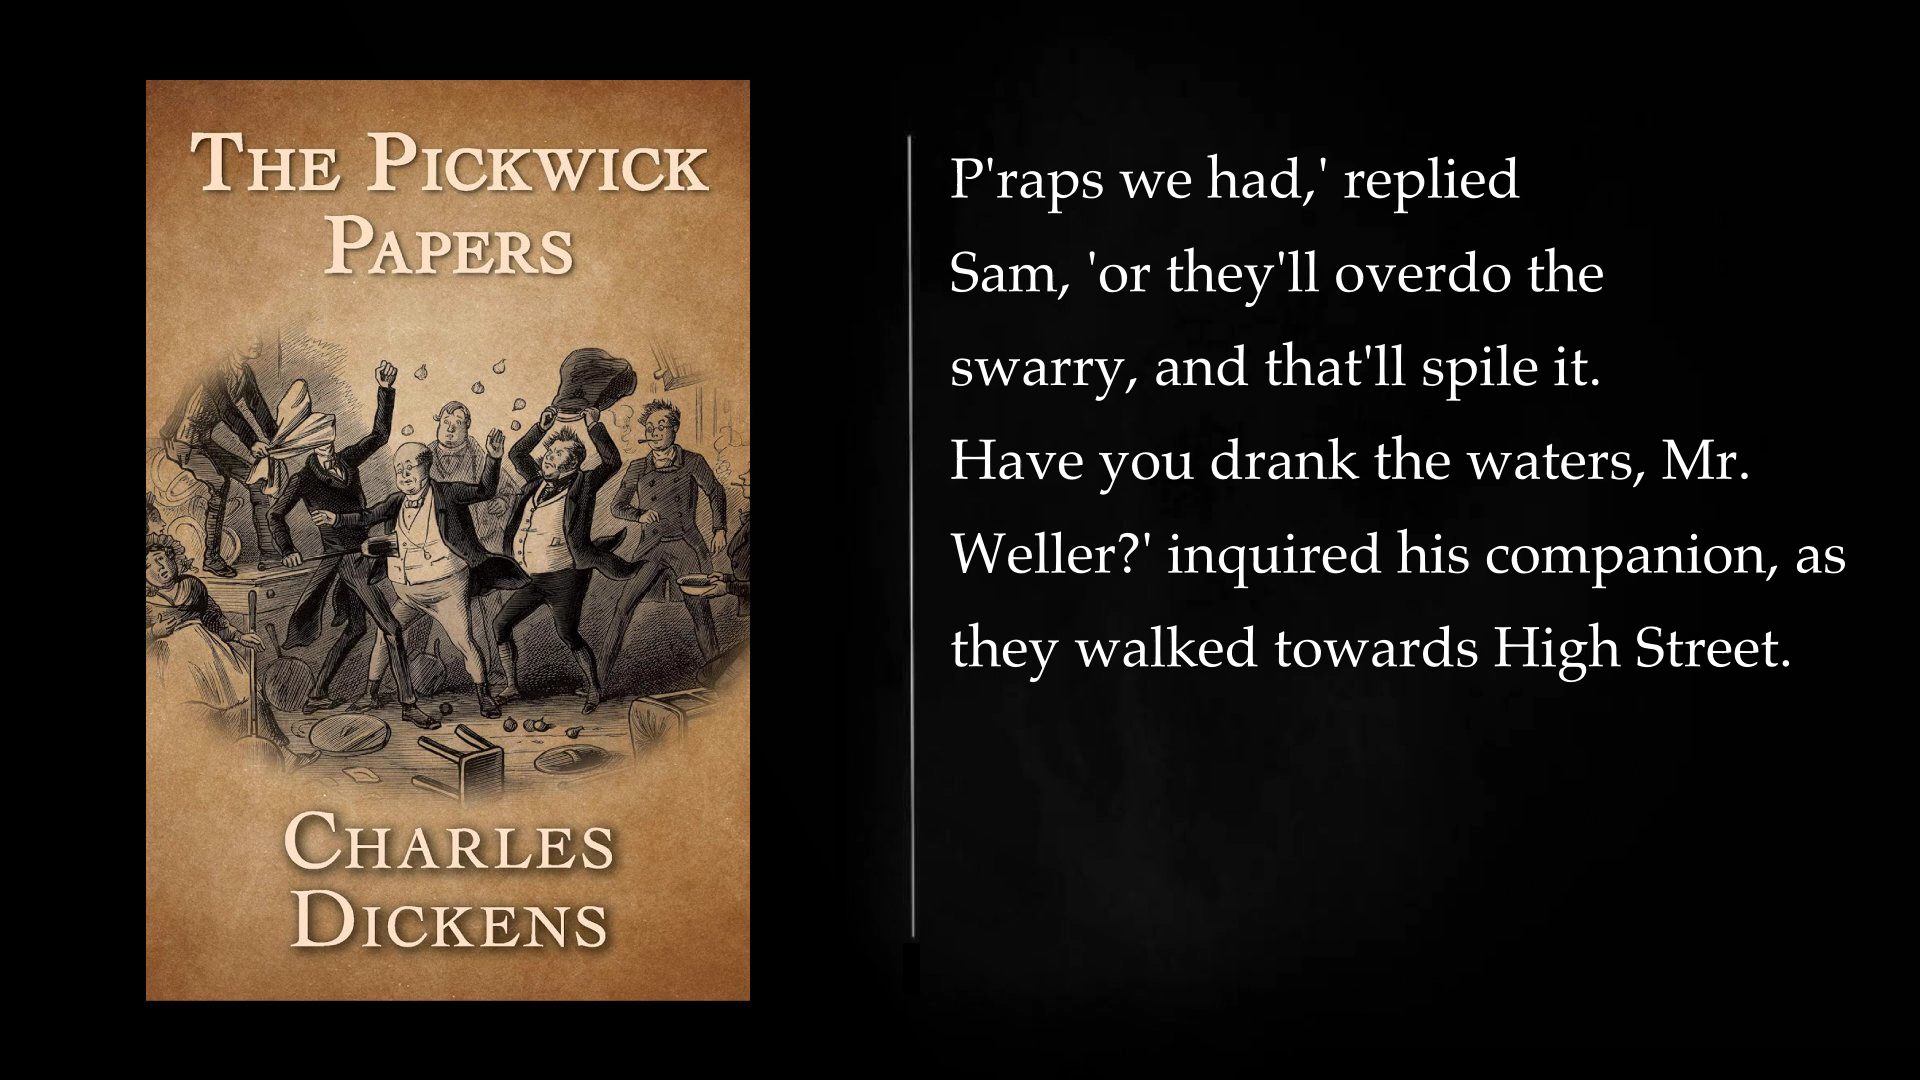 THE PICKWICK
PAPERS
CHARLES
DICKENS
P'raps we had,' replied
Sam, 'or they'll overdo the
swarry, and that'll spile it.
Have you drank the waters, Mr.
Weller?' inquired his companion, as
they walked towards High Street.